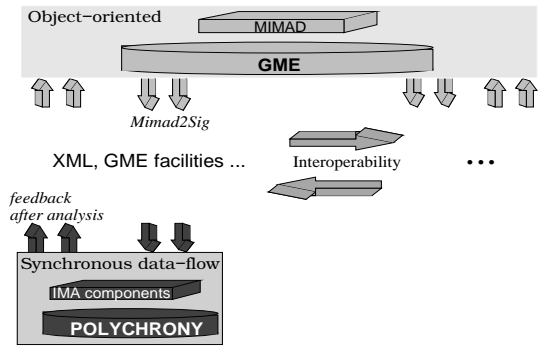 Object-oriented
MIMAD
GME
Mimad2Sig
XML, GME facilities ...
Interoperability
...
feedback
after analysis
Synchronous data-flow
IMA components
POLYCHRONY